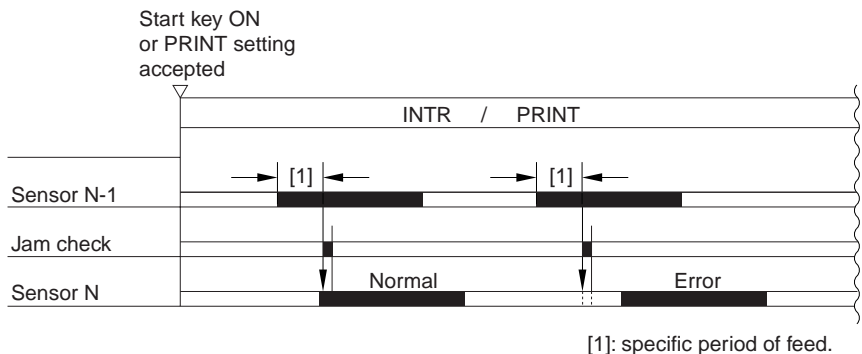 Start key ON
or PRINT setting
accepted
INTR / PRINT
[1] [1]
Sensor N-1
Jam check
Normal Error
Sensor N
[1]: specific period of feed.